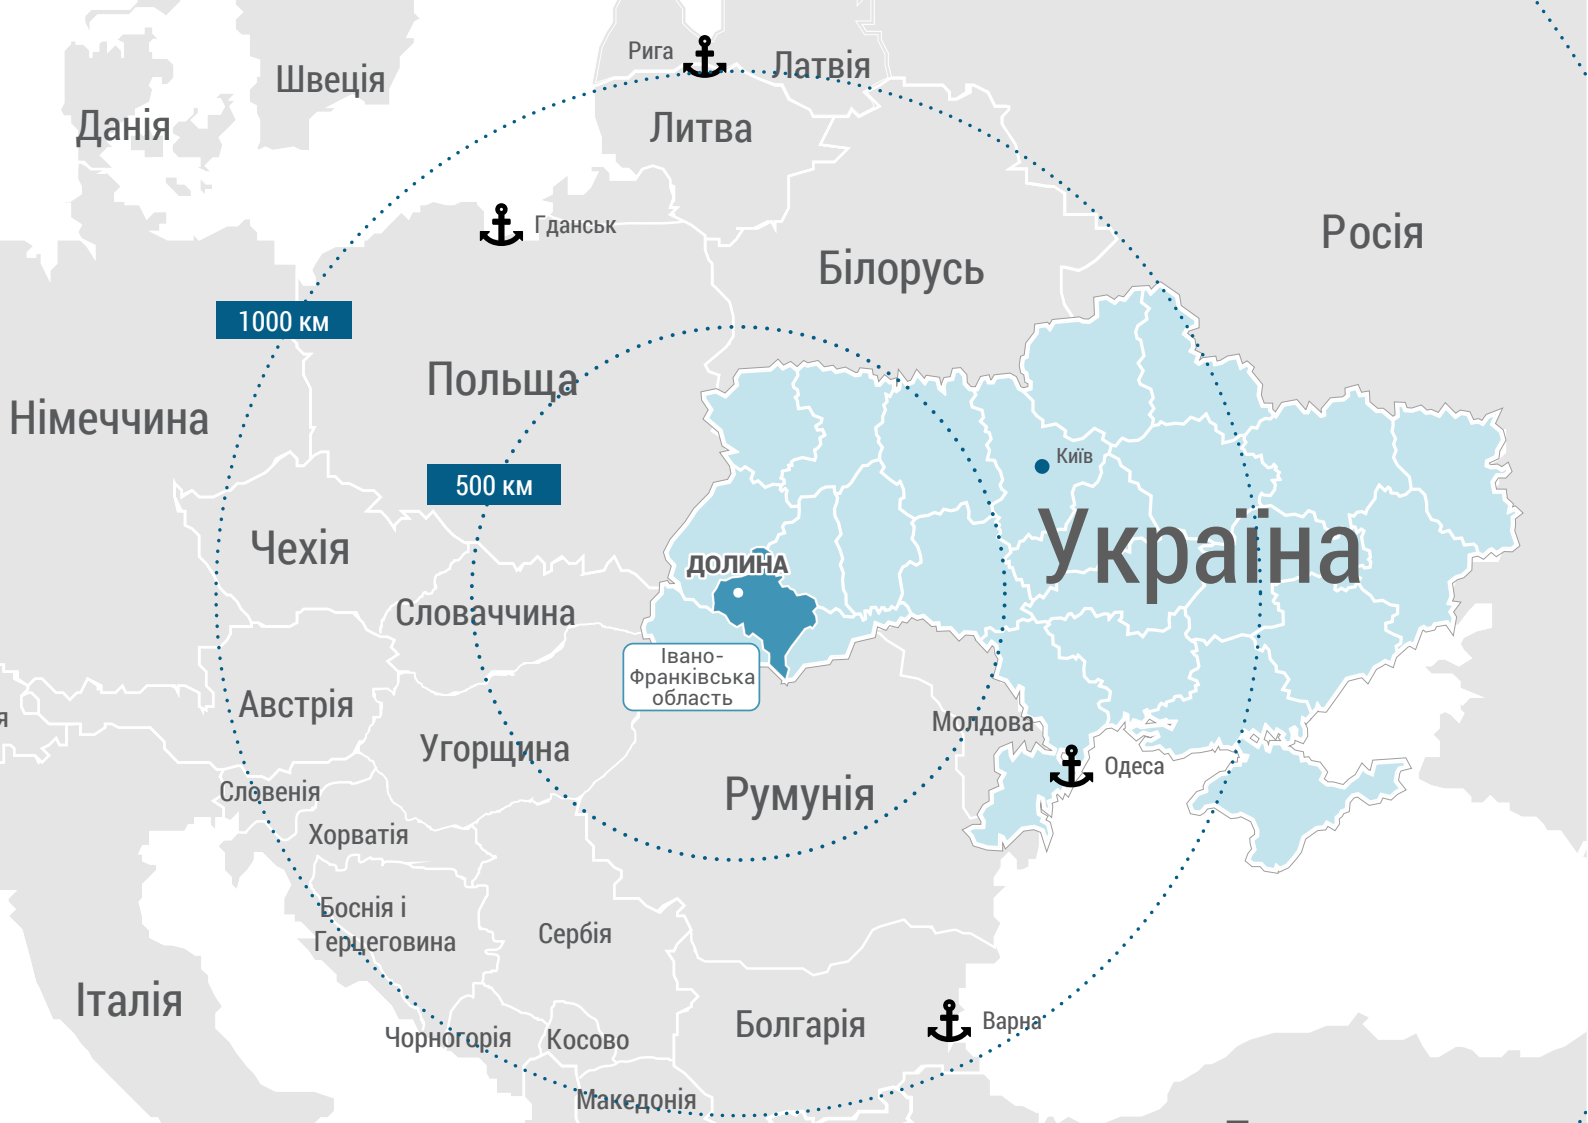 Рига
Латвія
Швеція
Данія
Литва
Гданськ
Росія
Білорусь
1000 км
Польща
Німеччина
Київ
500 км
Україна
Чехія
ДОЛИНА
Словаччина
Івано-
Франківська
область
Австрія
я
Молдова
Угорщина
Одеса
Словенія
Румунія
Хорватія
Боснія і
Герцеговина
Сербія
Італія
Болгарія
Варна
Чорногорія
Косово
Македонія